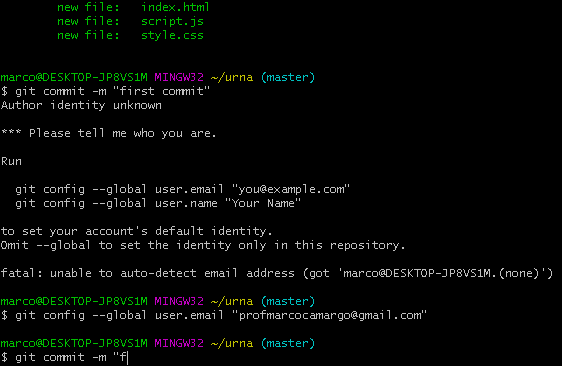 new file:   index.html
new file:   script.js
new file:   style.css
marco@DESKTOP-JP8VS1M MINGW32 ~/urna (master)
$ git commit -m "first commit"
Author identity unknown
*** Please tell me who you are.
Run
git config --global user.email "you@example.com"
git config --global user.name "Your Name"
to set your account's default identity.
Omit --global to set the identity only in this repository.
fatal: unable to auto-detect email address (got 'marco@DESKTOP-JP8VS1M.(none)')
marco@DESKTOP-JP8VS1M MINGW32 ~/urna (master)
$ git config --global user.email "profmarcocamargo@gmail.com"
marco@DESKTOP-JP8VS1M MINGW32 ~/urna (master)
$ git commit -m "f